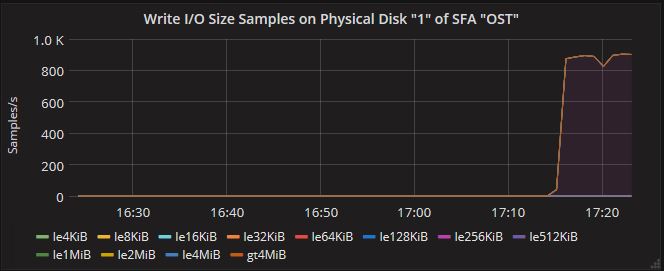 Write I/O Size Samples on Physical Disk "1" of SFA "OST"
Samples/s
1.0 K
800
600
400
200
0
16:30 16:40 16:50 17:00 17:10 17:20
le4KiB le8KiB le16KiB le32KiB le64KiB le128KiB le256KiB le512KiB
le1MiB le2MiB le4MiB gt4MiB